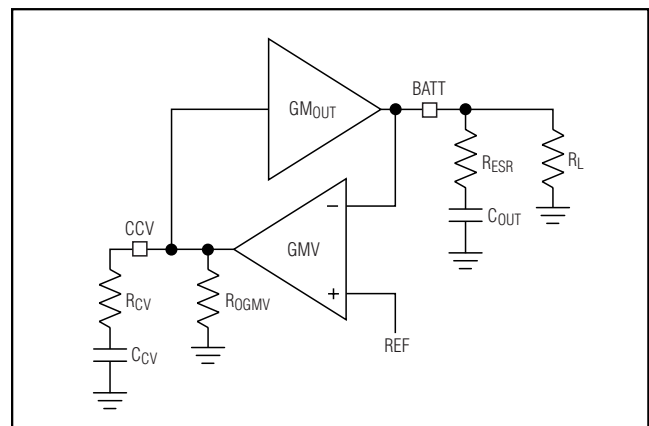 GMOUT
BATT
RESR
RL
COUT
−
GMV
+
CCV
RCV
ROGMV
CCV
REF